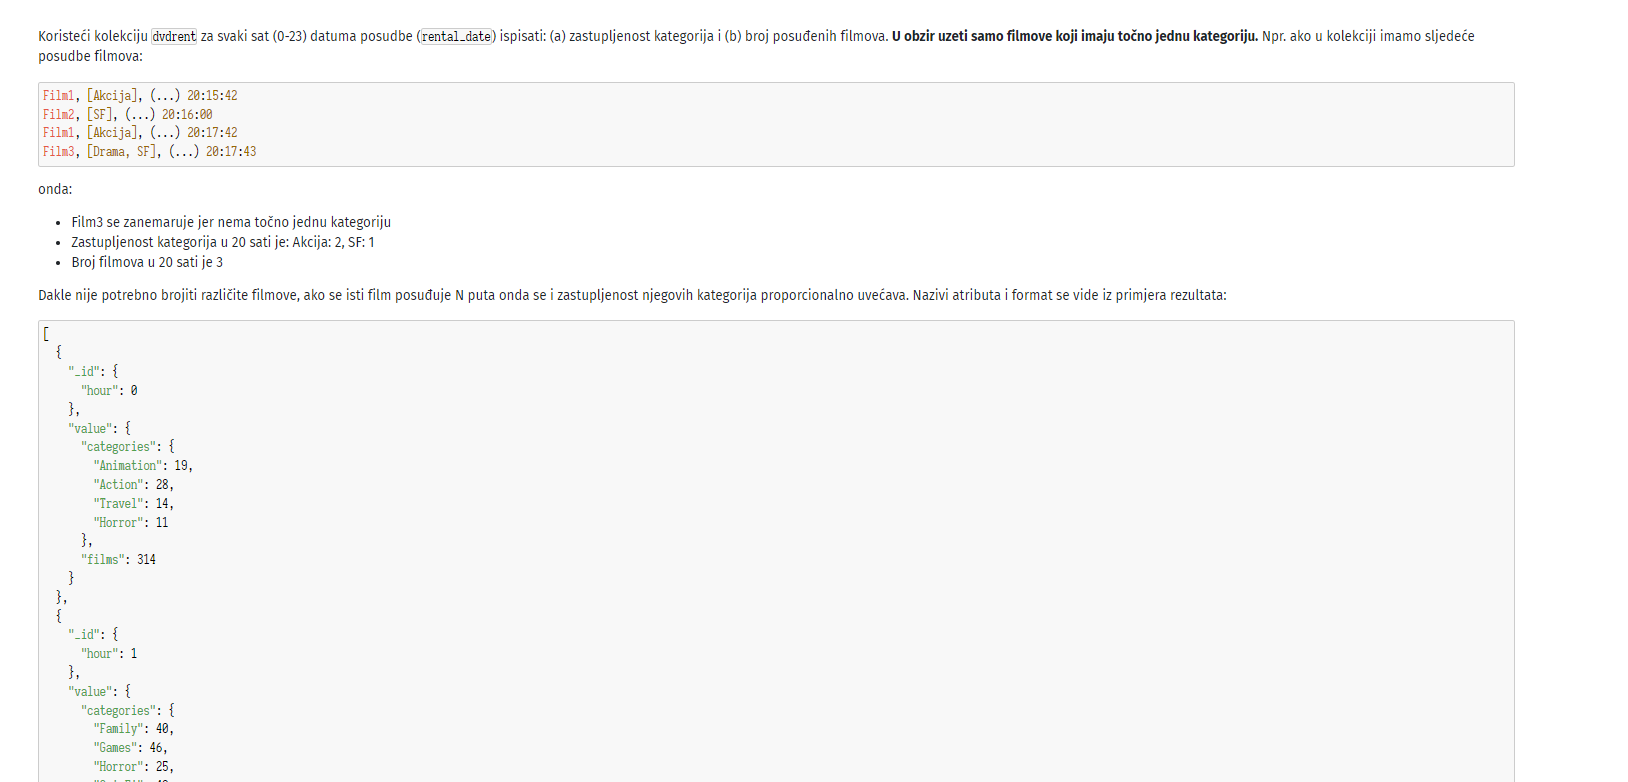 Koristeći kolekciju dvdrent za svaki sat (0-23) datuma posudbe (rental_date) ispisati: (a) zastupljenost kategorija i (b) broj posuđenih filmova. U obzir uzeti samo filmove koji imaju točno jednu kategoriju. Npr. ako u kolekciji imamo sljedeće
posudbe filmova:
Film1, [Akcija], (...) 20:15:42
Film2, [SF], (...) 20:16:00
Film1, [Akcija], (...) 20:17:42
Film3, [Drama, SF], (...) 20:17:43
onda:
• Film3 se zanemaruje jer nema točno jednu kategoriju
• Zastupljenost kategorija u 20 sati je: Akcija: 2, SF: 1
• Broj filmova u 20 sati je 3
Dakle nije potrebno brojiti različite filmove, ako se isti film posuđuje N puta onda se i zastupljenost njegovih kategorija proporcionalno uvećava. Nazivi atributa i format se vide iz primjera rezultata:
[
  {
    "_id": {
      "hour": 0
    },
    "value": {
      "categories": {
        "Animation": 19,
        "Action": 28,
        "Travel": 14,
        "Horror": 11
      },
      "films": 314
    }
  },
  {
    "_id": {
      "hour": 1
    },
    "value": {
      "categories": {
        "Family": 40,
        "Games": 46,
        "Horror": 25,